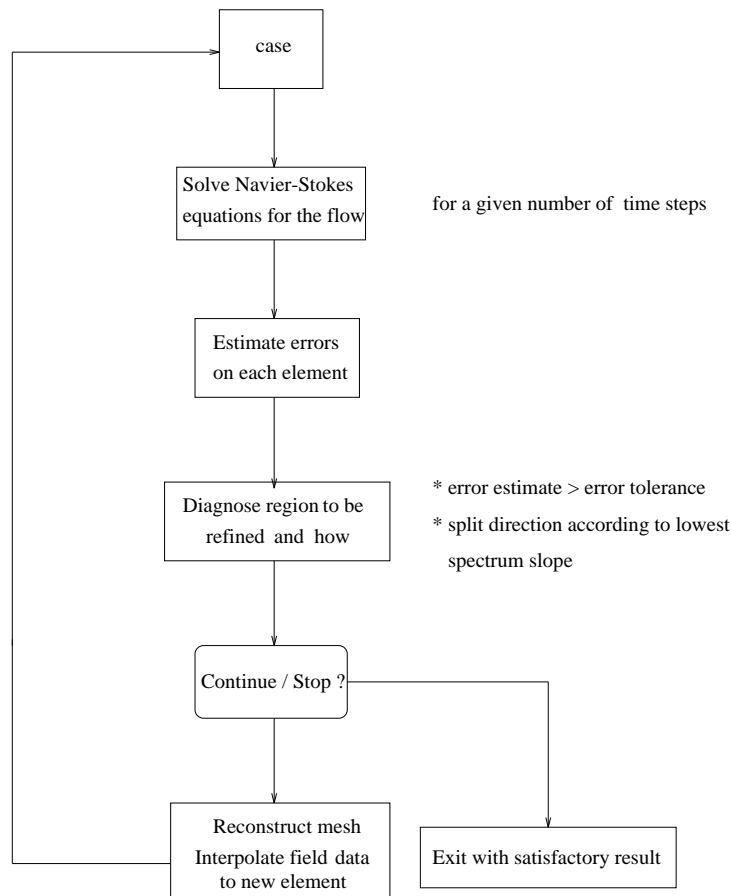 case
Solve Navier-Stokes
equations for the flow
for a given number of time steps
Estimate errors
on each element
Diagnose region to be
refined and how
* error estimate > error tolerance
* split direction according to lowest
spectrum slope
Continue / Stop ?
Reconstruct mesh
Interpolate field data
to new element
Exit with satisfactory result